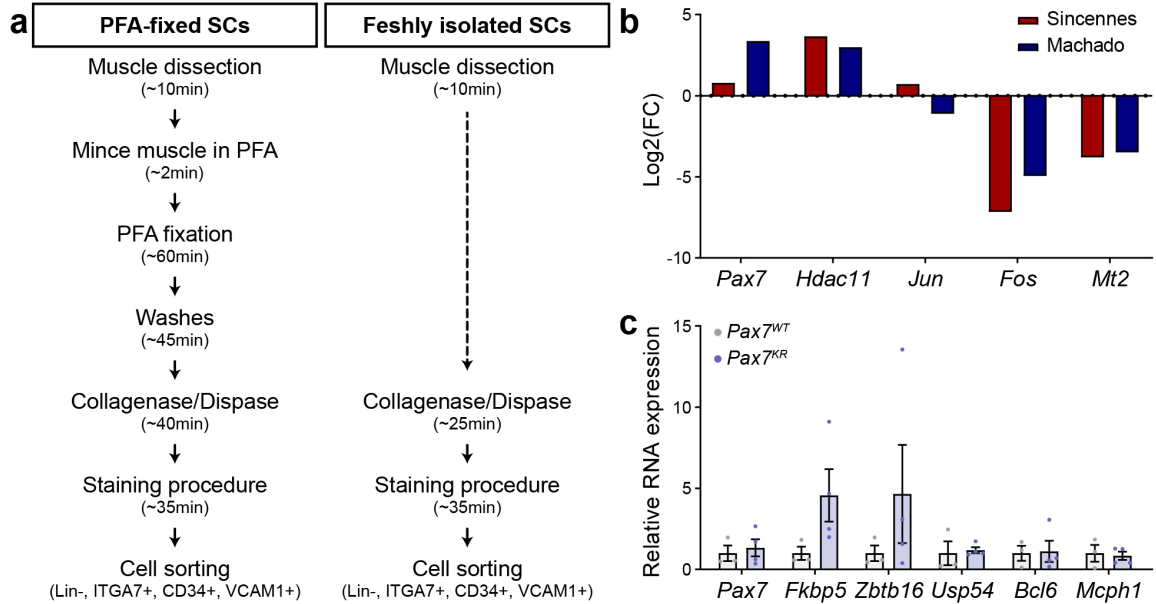 a
PFA-fixed SCs
Muscle dissection
(~10min)
Mince muscle in PFA
(~2min)
PFA fixation
(~60min)
Washes
(~45min)
Collagenase/Dispase
(~40min)
Staining procedure
(~35min)
Cell sorting
(Lin-, ITGA7+, CD34+, VCAM1+)
Freshly isolated SCs
Muscle dissection
(~10min)
Collagenase/Dispase
(~25min)
Staining procedure
(~35min)
Cell sorting
(Lin-, ITGA7+, CD34+, VCAM1+)
b
Log2(FC)
5
0
-5
-10
Sincennes
Machado
Pax7 Hdac11 Jun Fos Mt2
c
Relative RNA expression
15
10
5
0
Pax7WT
Pax7KR
Pax7 Fkbp5 Zbtb16 Usp54 Bcl6 Mcph1